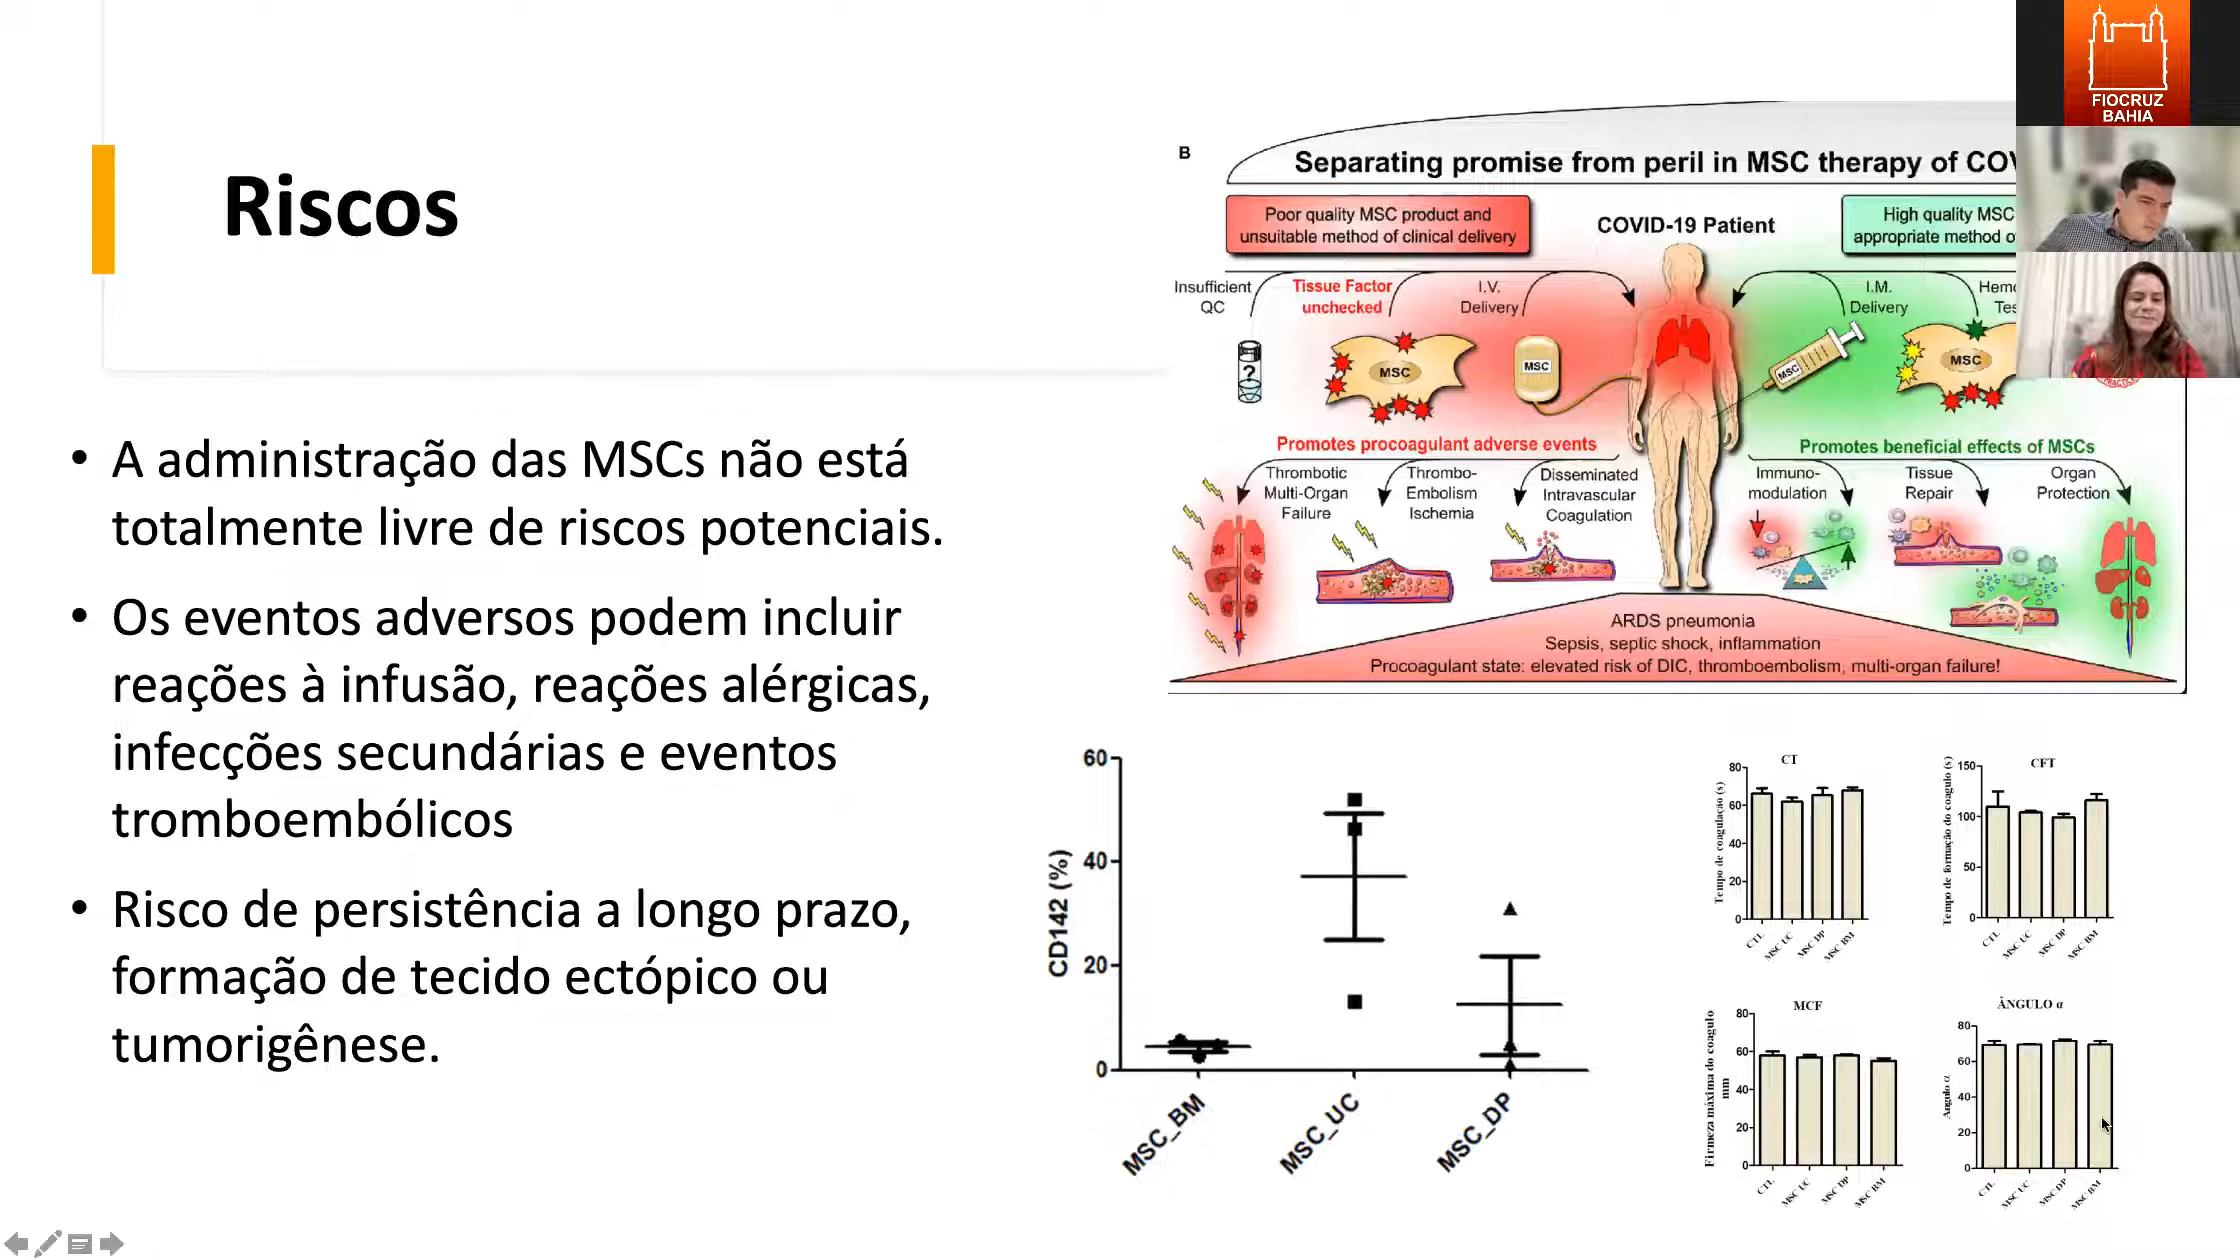 Riscos
• A administração das MSCs não está
totalmente livre de riscos potenciais.
• Os eventos adversos podem incluir
reações à infusão, reações alérgicas,
infecções secundárias e eventos
tromboembólicos
• Risco de persistência a longo prazo,
formação de tecido ectópico ou
tumorigênese.
FIOCRUZ
BAHIA
B
Separating promise from peril in MSC therapy of
Poor quality MSC product and
unsuitable method of clinical delivery
COVID-19 Patient
High quality MSC
appropriate method
Insufficient
QC
Tissue Factor
unchecked
I.V.
Delivery
I.M.
Delivery
?
MSC
MSC
MSC
MSC
Promotes procoagulant adverse events
Promotes beneficial effects of MSCs
Thrombotic
Multi-Organ
Failure
Thrombo-
Embolism
Ischemia
Disseminated
Intravascular
Coagulation
Immuno-
modulation
Tissue
Repair
Organ
Protection
ARDS pneumonia
Sepsis, septic shock, inflammation
Procoagulant state: elevated risk of DIC, thromboembolism, multi-organ failure!
CD142 (%)
60
40
20
0
MSC_BM
MSC_UC
MSC_DP
CT
Tempo de coagulação (s)
80
60
40
20
0
CTL
MSC UC
MSC DP
MSC BM
CFT
Tempo de formação do coagulo (s)
150
100
50
0
CTL
MSC UC
MSC DP
MSC BM
MCF
Firmeza máxima do coagulo
mm
80
60
40
20
0
CTL
MSC UC
MSC DP
MSC BM
ÂNGULO α
Angulo α
80
60
40
20
0
CTL
MSC UC
MSC DP
MSC BM